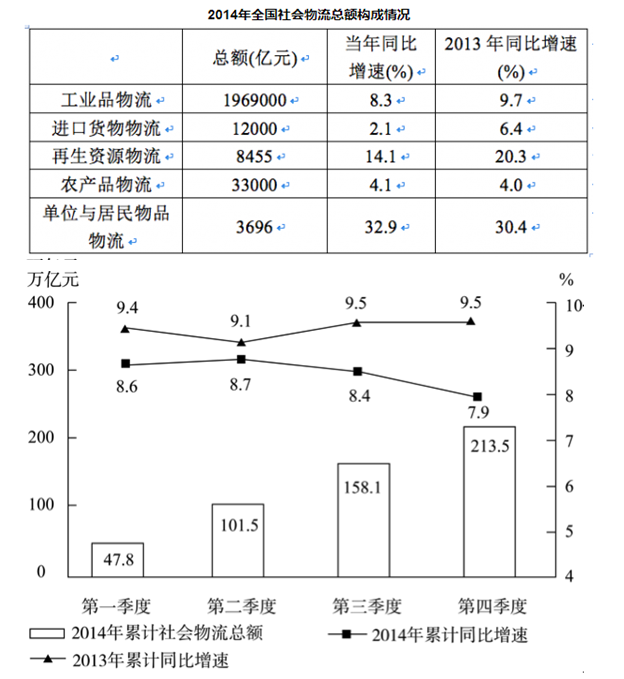 2014年全国社会物流总额构成情况
总额(亿元) 当年同比增速(%) 2013 年同比增速(%)
工业品物流 1969000 8.3 9.7
进口货物物流 12000 2.1 6.4
再生资源物流 8455 14.1 20.3
农产品物流 33000 4.1 4.0
单位与居民物品物流 3696 32.9 30.4
万亿元 %
400 9.4 9.1 9.5 9.5 10
300 9
8.6 8.7 8.4 7.9 8
200 213.5 7
158.1 6
100 101.5 5
47.8
0 4
第一季度 第二季度 第三季度 第四季度
2014年累计社会物流总额 2014年累计同比增速
2013年累计同比增速